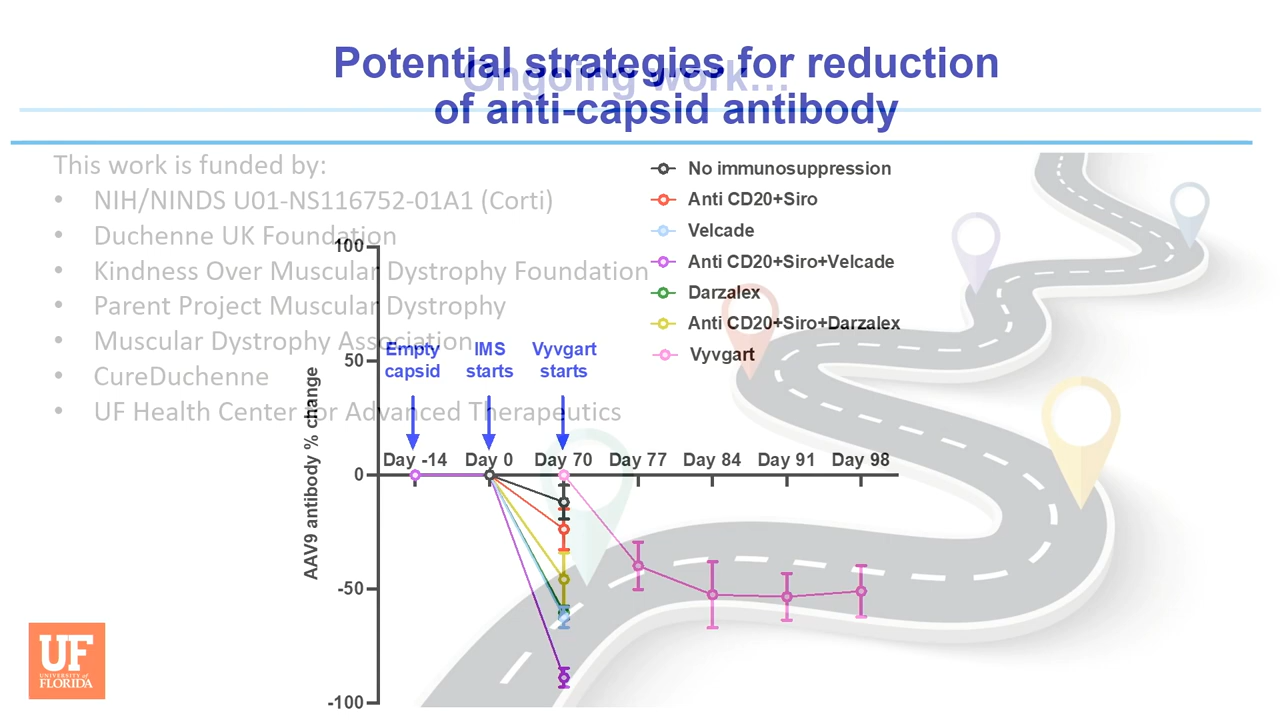 Potential strategies for reduction
of anti-capsid antibody
Ongoing work...
This work is funded by:
• NIH/NINDS U01-NS116752-01A1 (Corti)
• Duchenne UK Foundation
• Kindness Over Muscular Dystrophy Foundation
• Parent Project Muscular Dystrophy
• Muscular Dystrophy Association
• CureDuchenne
• UF Health Center for Advanced Therapeutics
No immunosuppression
Anti CD20+Siro
Velcade
Anti CD20+Siro+Velcade
Darzalex
Anti CD20+Siro+Darzalex
Vyvgart
AAV9 antibody % change
100
50
0
-50
-100
Empty
capsid
IMS
starts
Vyvgart
starts
Day -14
Day 0
Day 70
Day 77
Day 84
Day 91
Day 98
UF
UNIVERSITY of
FLORIDA